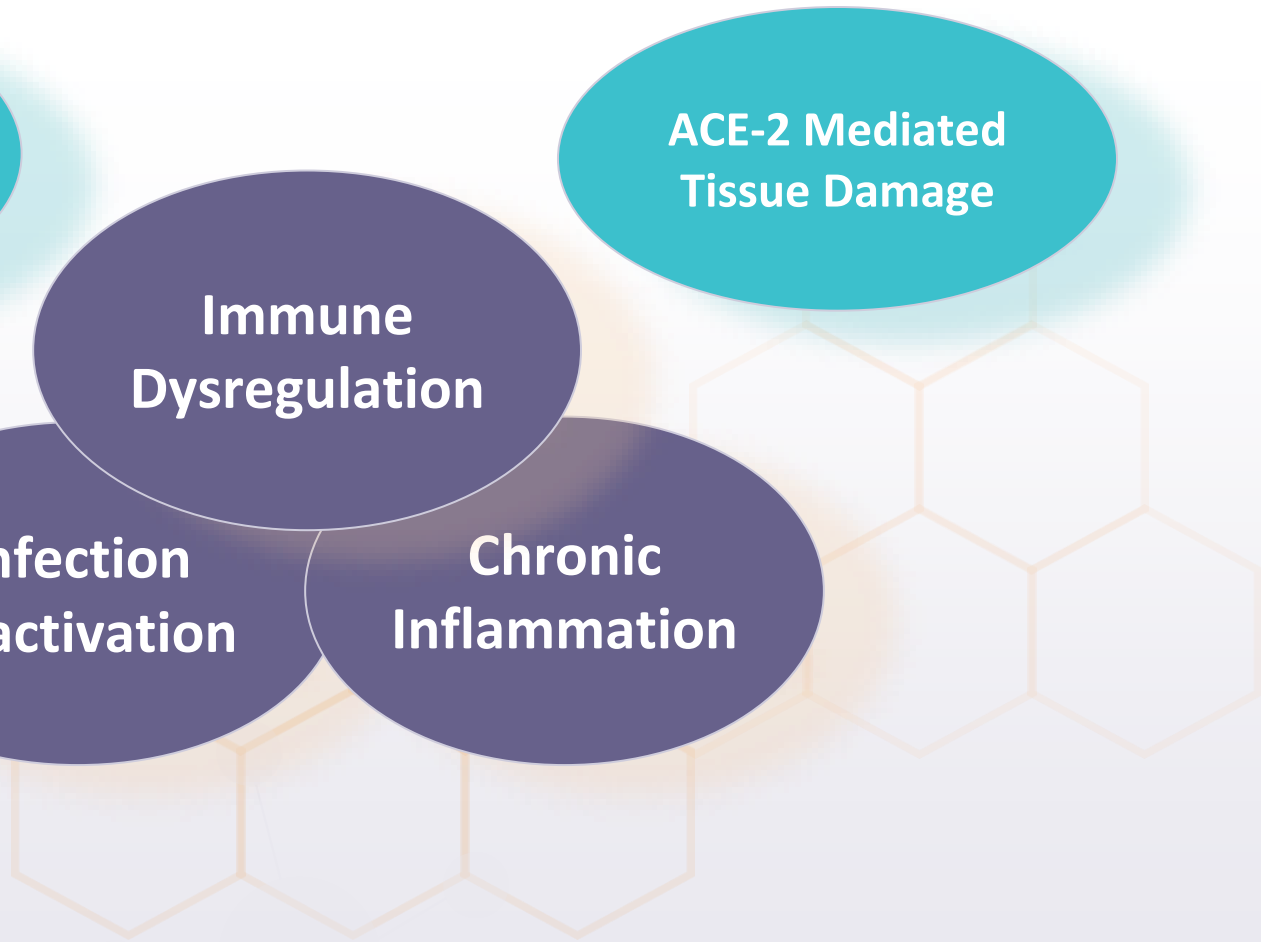 ACE-2 Mediated
Tissue Damage
Immune
Dysregulation
nfection
activation
Chronic
Inflammation